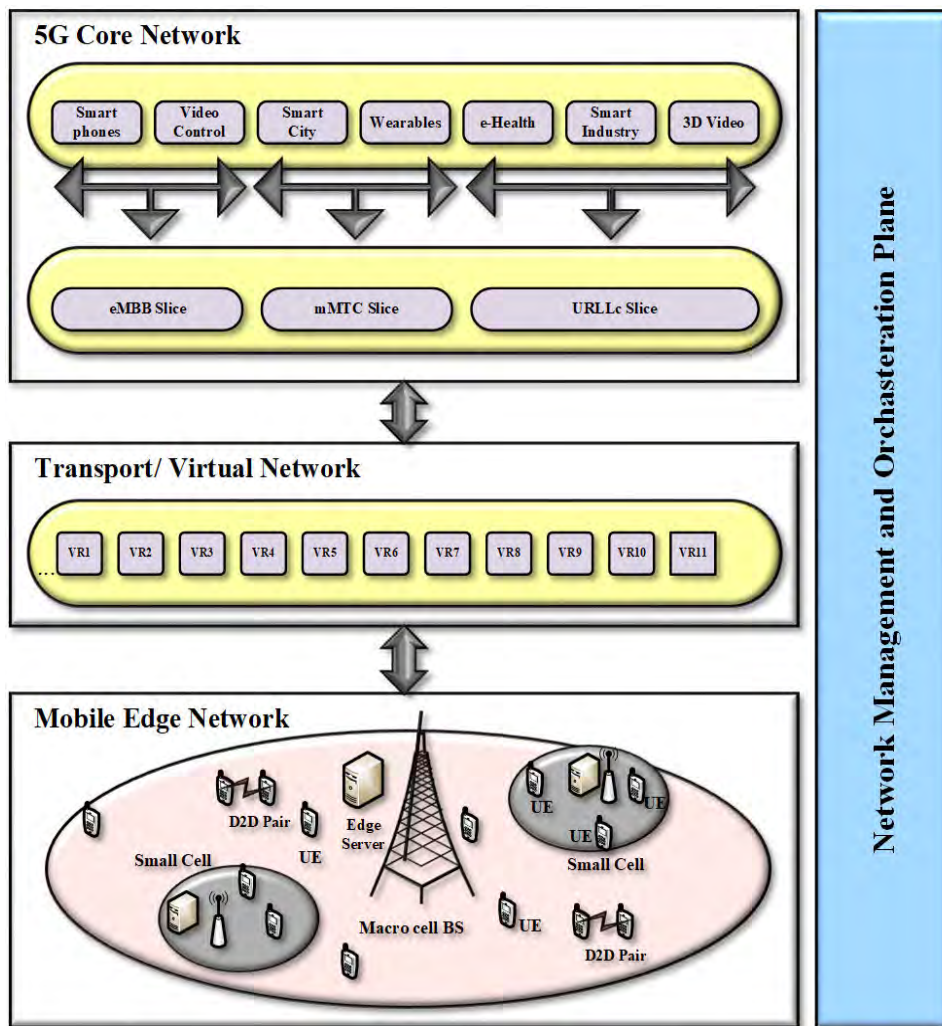 5G Core Network
Smart
phones
Video
Control
Smart
City
Wearables
e-Health
Smart
Industry
3D Video
eMBB Slice
mMTC Slice
URLLc Slice
Transport/ Virtual Network
...
VR1
VR2
VR3
VR4
VR5
VR6
VR7
VR8
VR9
VR10
VR11
Mobile Edge Network
D2D Pair
UE
Edge
Server
UE
UE
UE
Small Cell
Small Cell
Macro cell BS
UE
D2D Pair
Network Management and Orchasteration Plane